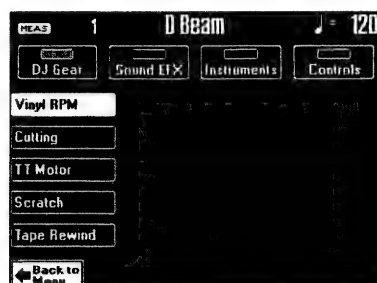 MEAS 1 D Beam ♩= 120
DJ Gear Sound EFX Instruments Controls
Vinyl RPM
Cutting
TT Motor
Scratch
Tape Rewind
Back to
Menu